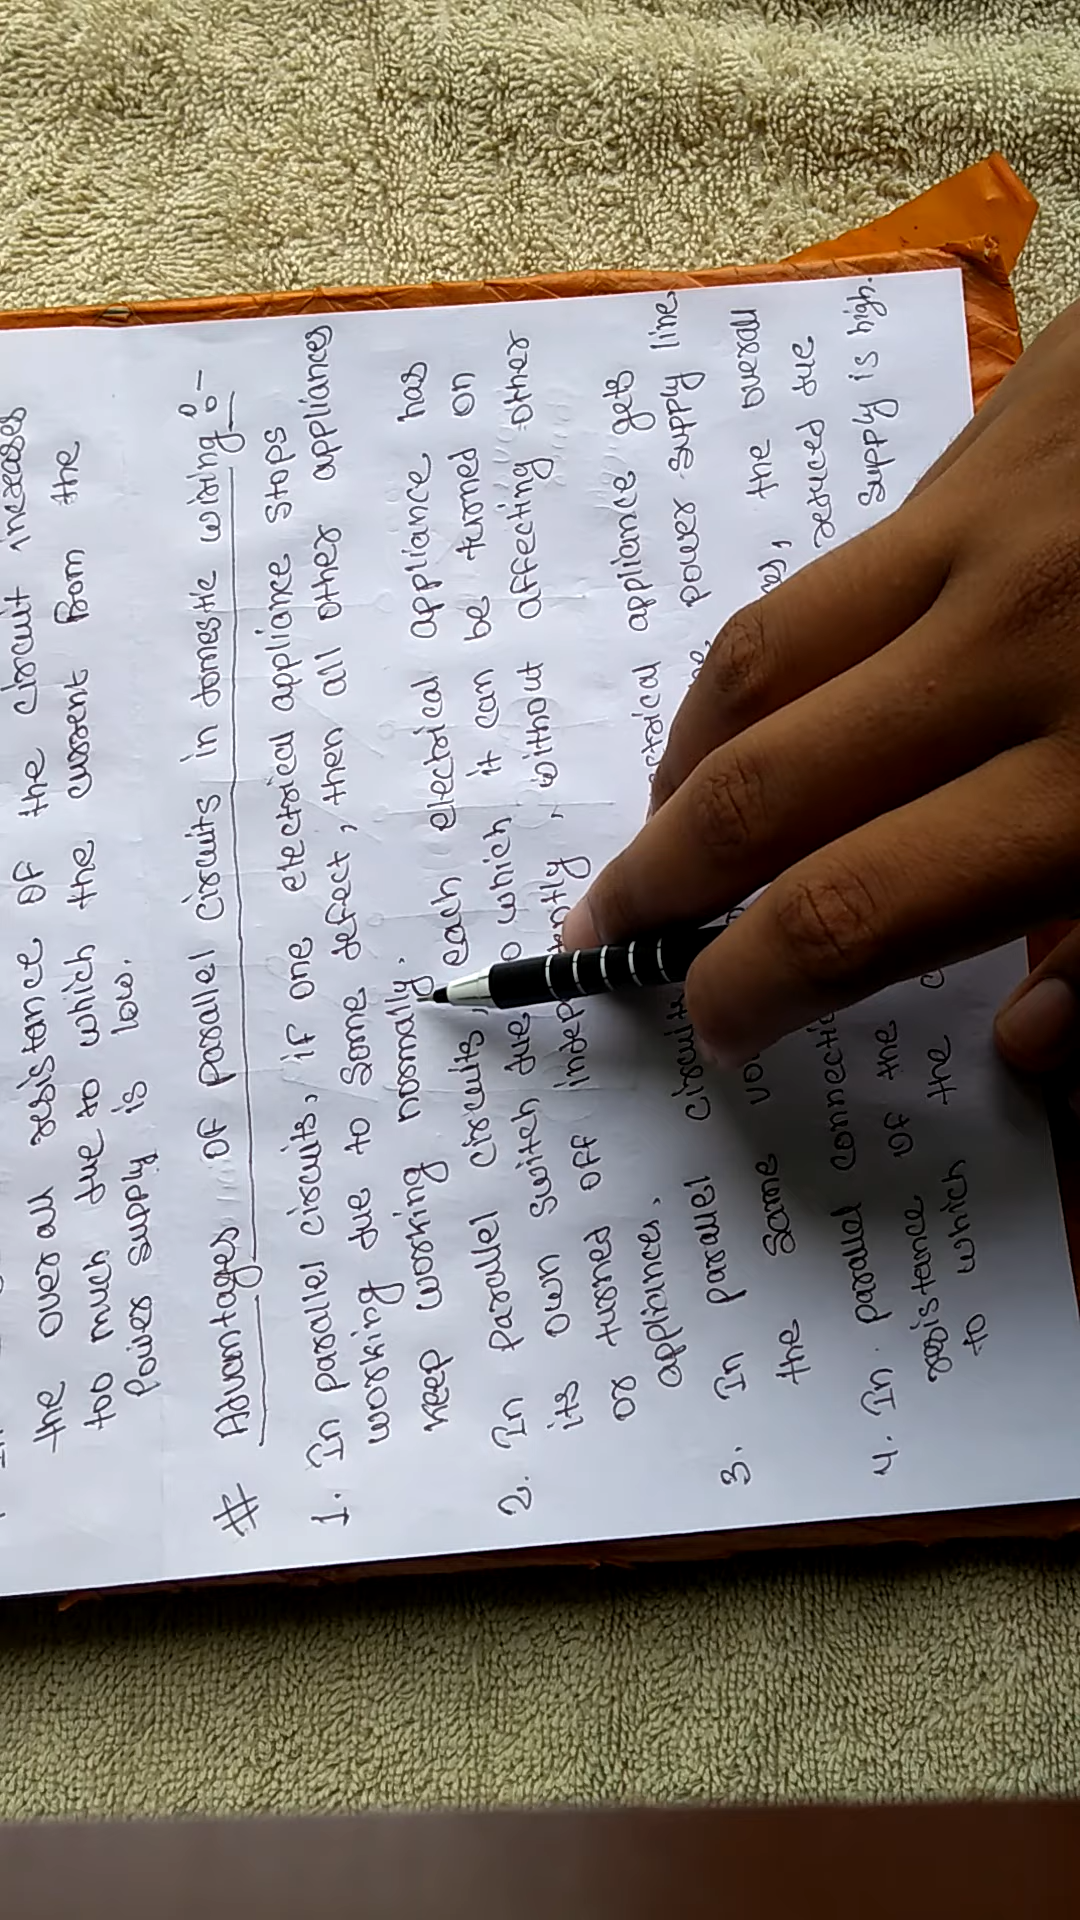 the over all resistance of the circuit increases
too much due to which the current from the
Power supply is low.
# Advantages of parallel circuits in domestic wiring :-
1. In parallel circuits, if one electrical appliance stops
working due to some defect, then all other appliances
keep working normally.
2. In parallel circuits, each electrical appliance has
its own switch due to which it can be turned on
or turned off independently, without affecting other
appliances.
3. In parallel circuits electrical appliance gets
the same power supply line.
4. In parallel connection the overall
resistance of the reduced due
to which the supply is high.